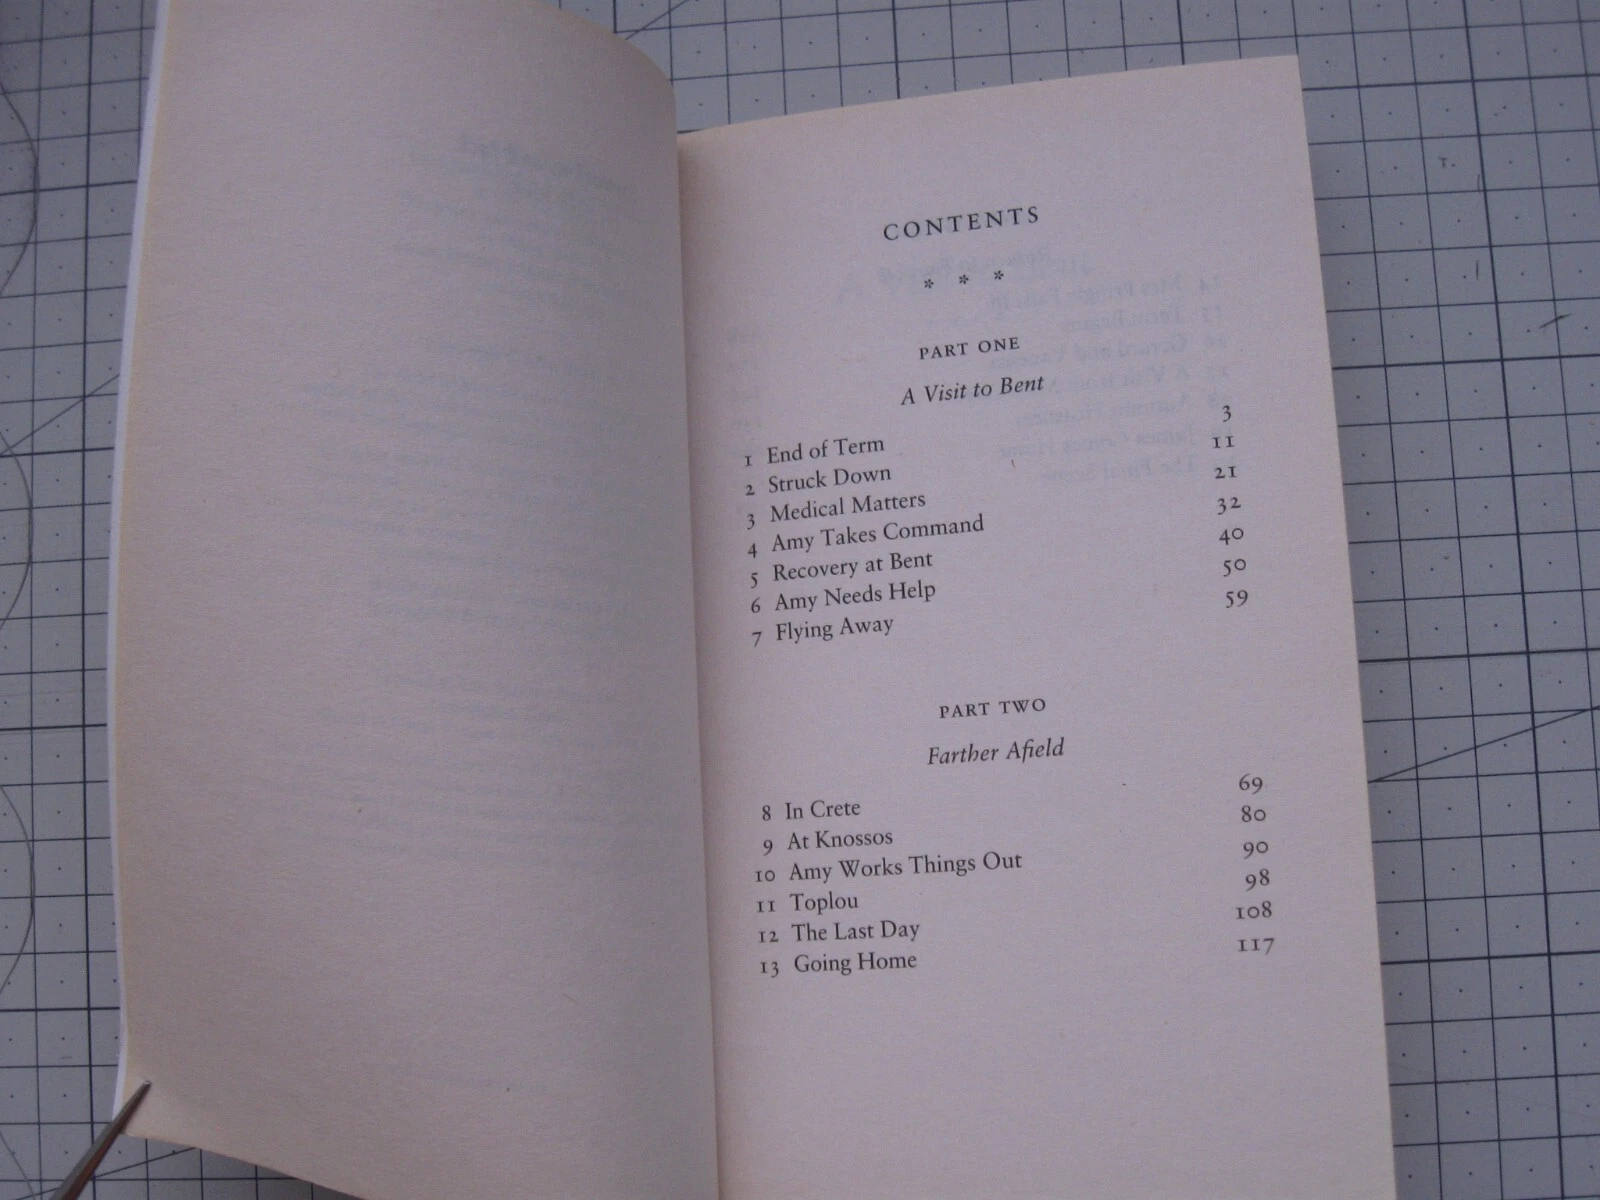 CONTENTS
* * *
PART ONE
A Visit to Bent
1 End of Term 3
2 Struck Down 11
3 Medical Matters 21
4 Amy Takes Command 32
5 Recovery at Bent 40
6 Amy Needs Help 50
7 Flying Away 59
PART TWO
Farther Afield
8 In Crete 69
9 At Knossos 80
10 Amy Works Things Out 90
11 Toplou 98
12 The Last Day 108
13 Going Home 117